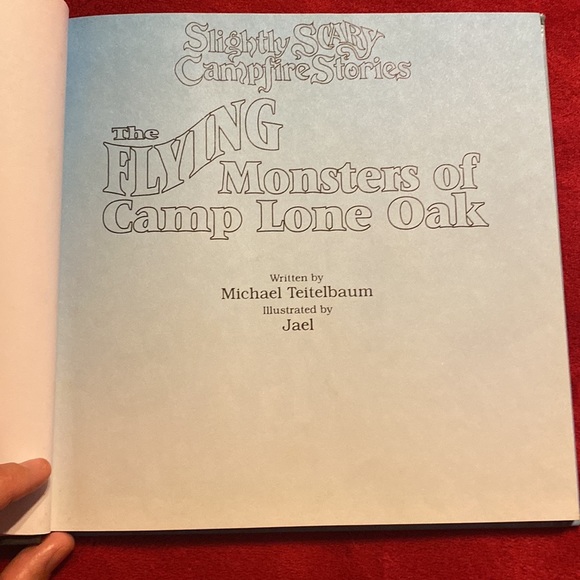 Slightly SCARY
Campfire Stories
The
FLYING
Monsters of
Camp Lone Oak
Written by
Michael Teitelbaum
Illustrated by
Jael